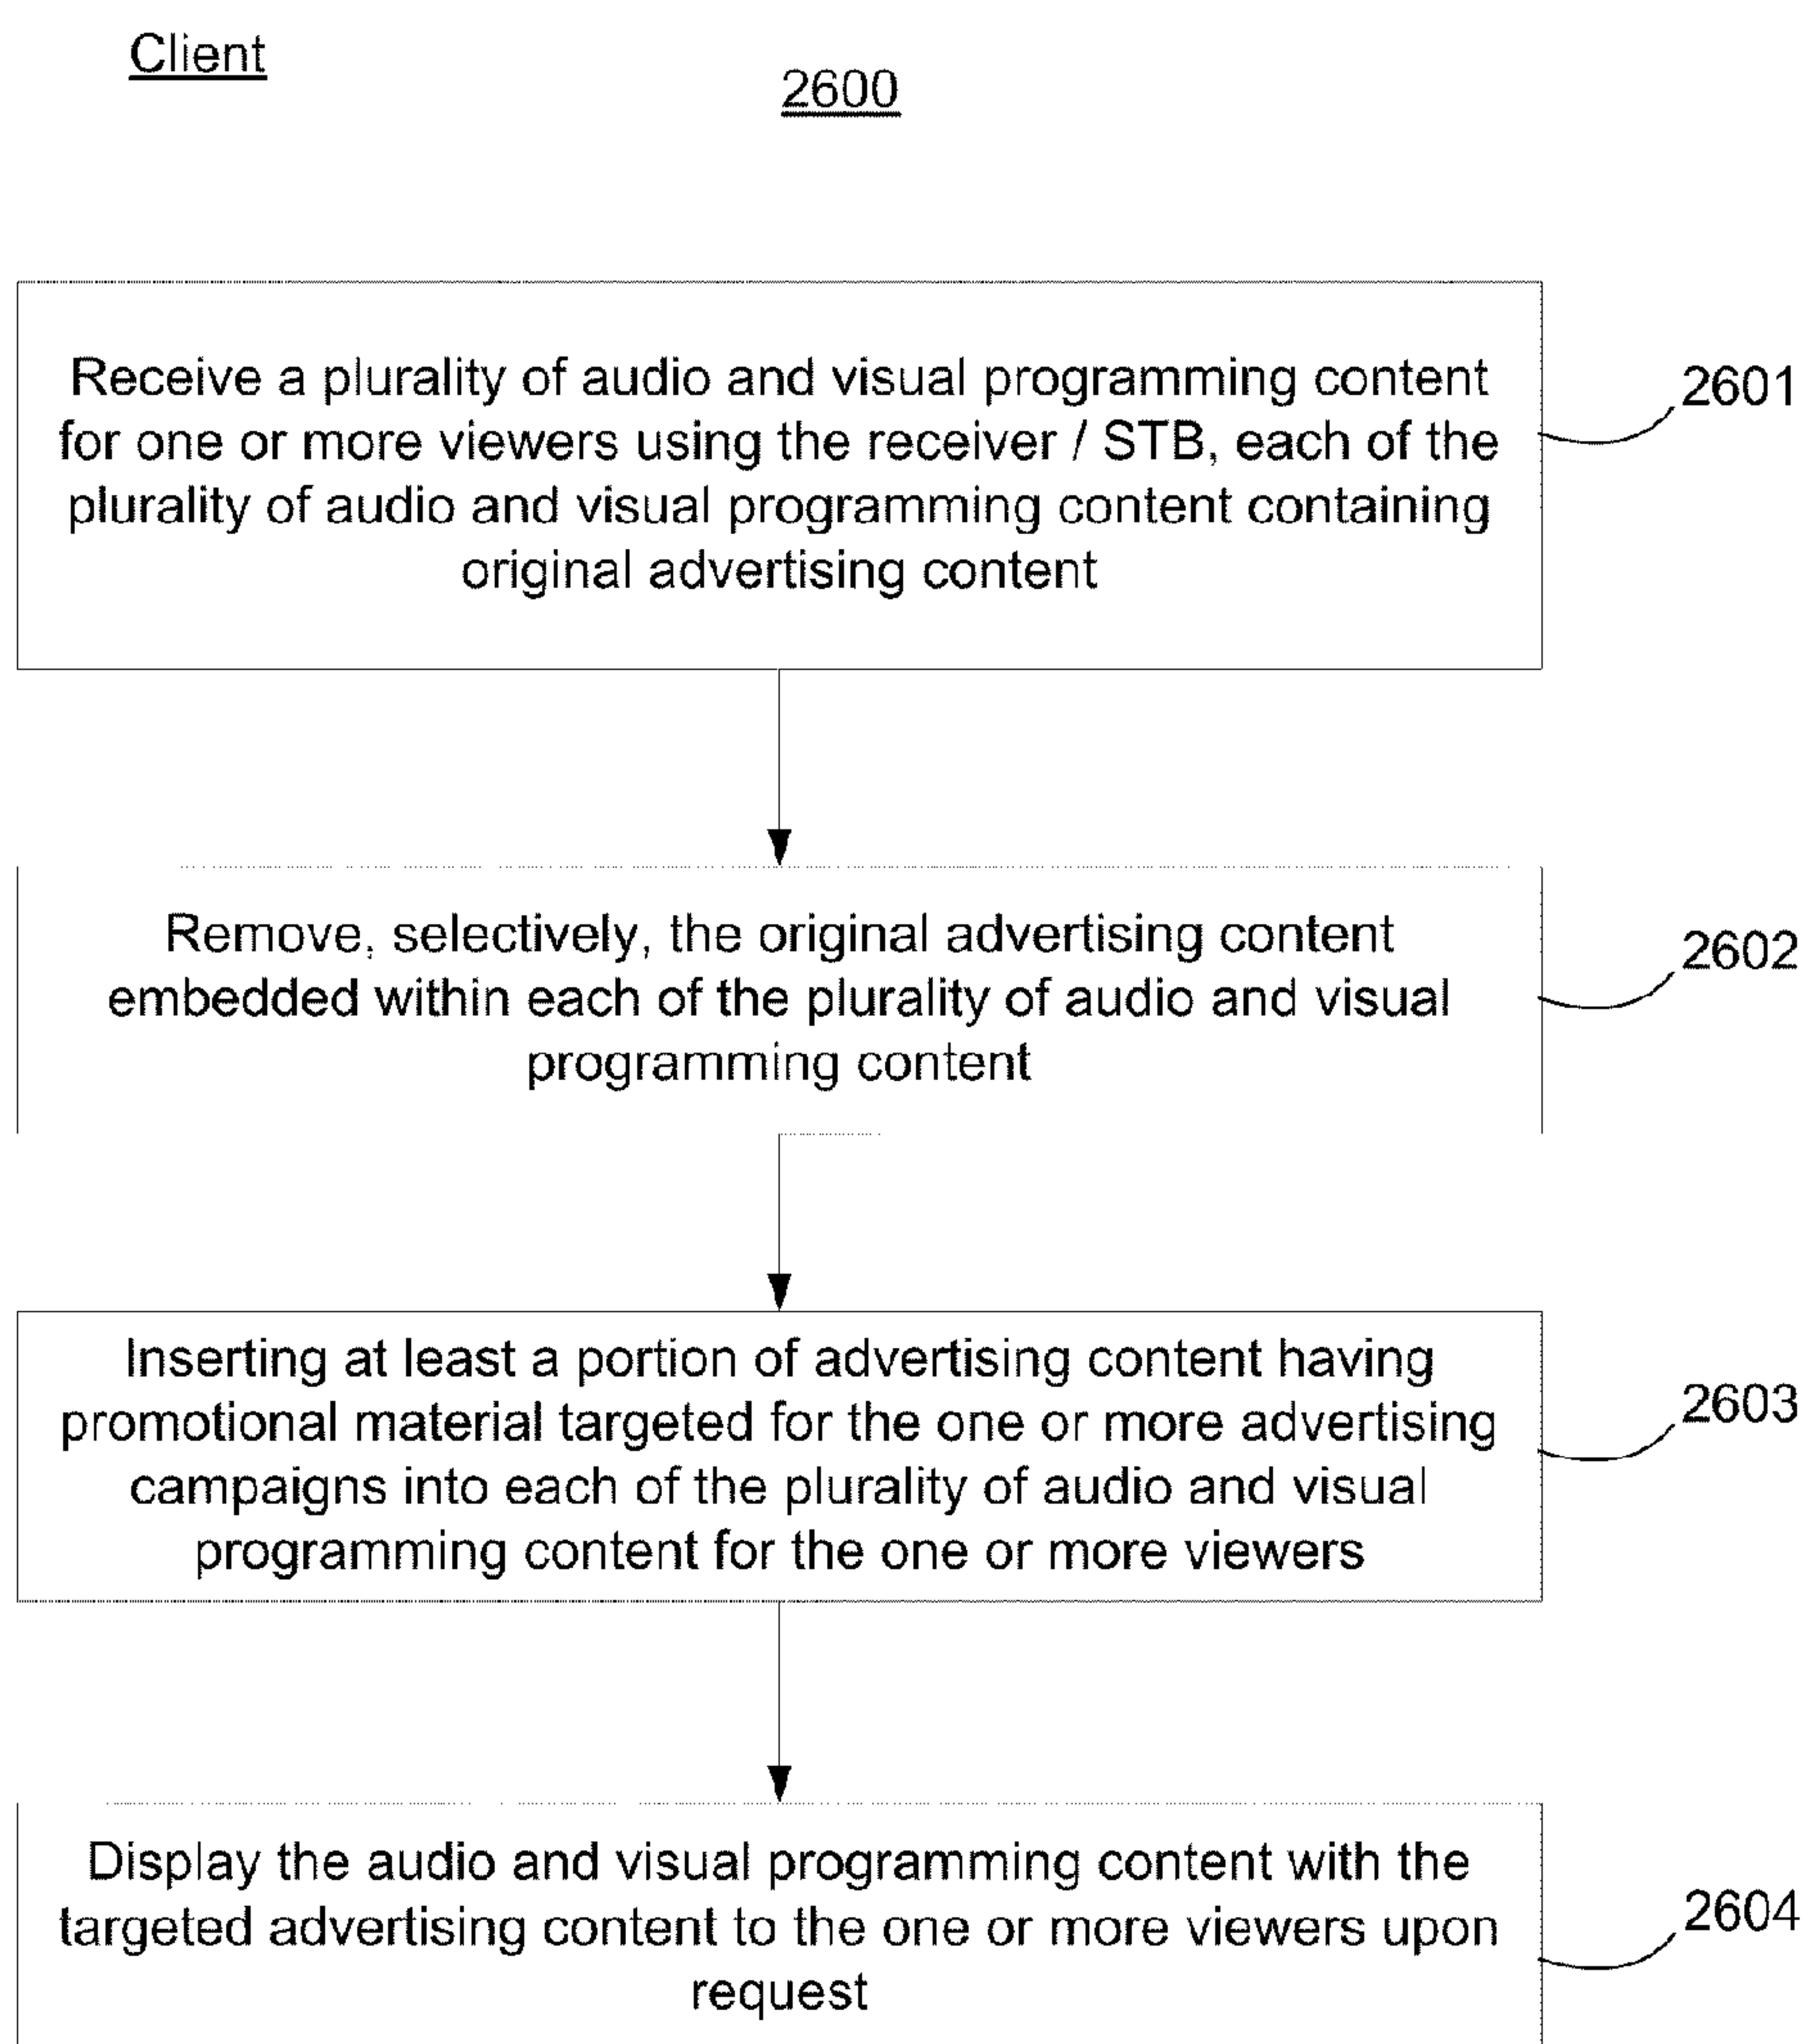 Client
2600
Receive a plurality of audio and visual programming content
for one or more viewers using the receiver / STB, each of the
plurality of audio and visual programming content containing
original advertising content
2601
Remove, selectively, the original advertising content
embedded within each of the plurality of audio and visual
programming content
2602
Inserting at least a portion of advertising content having
promotional material targeted for the one or more advertising
campaigns into each of the plurality of audio and visual
programming content for the one or more viewers
2603
Display the audio and visual programming content with the
targeted advertising content to the one or more viewers upon
request
2604